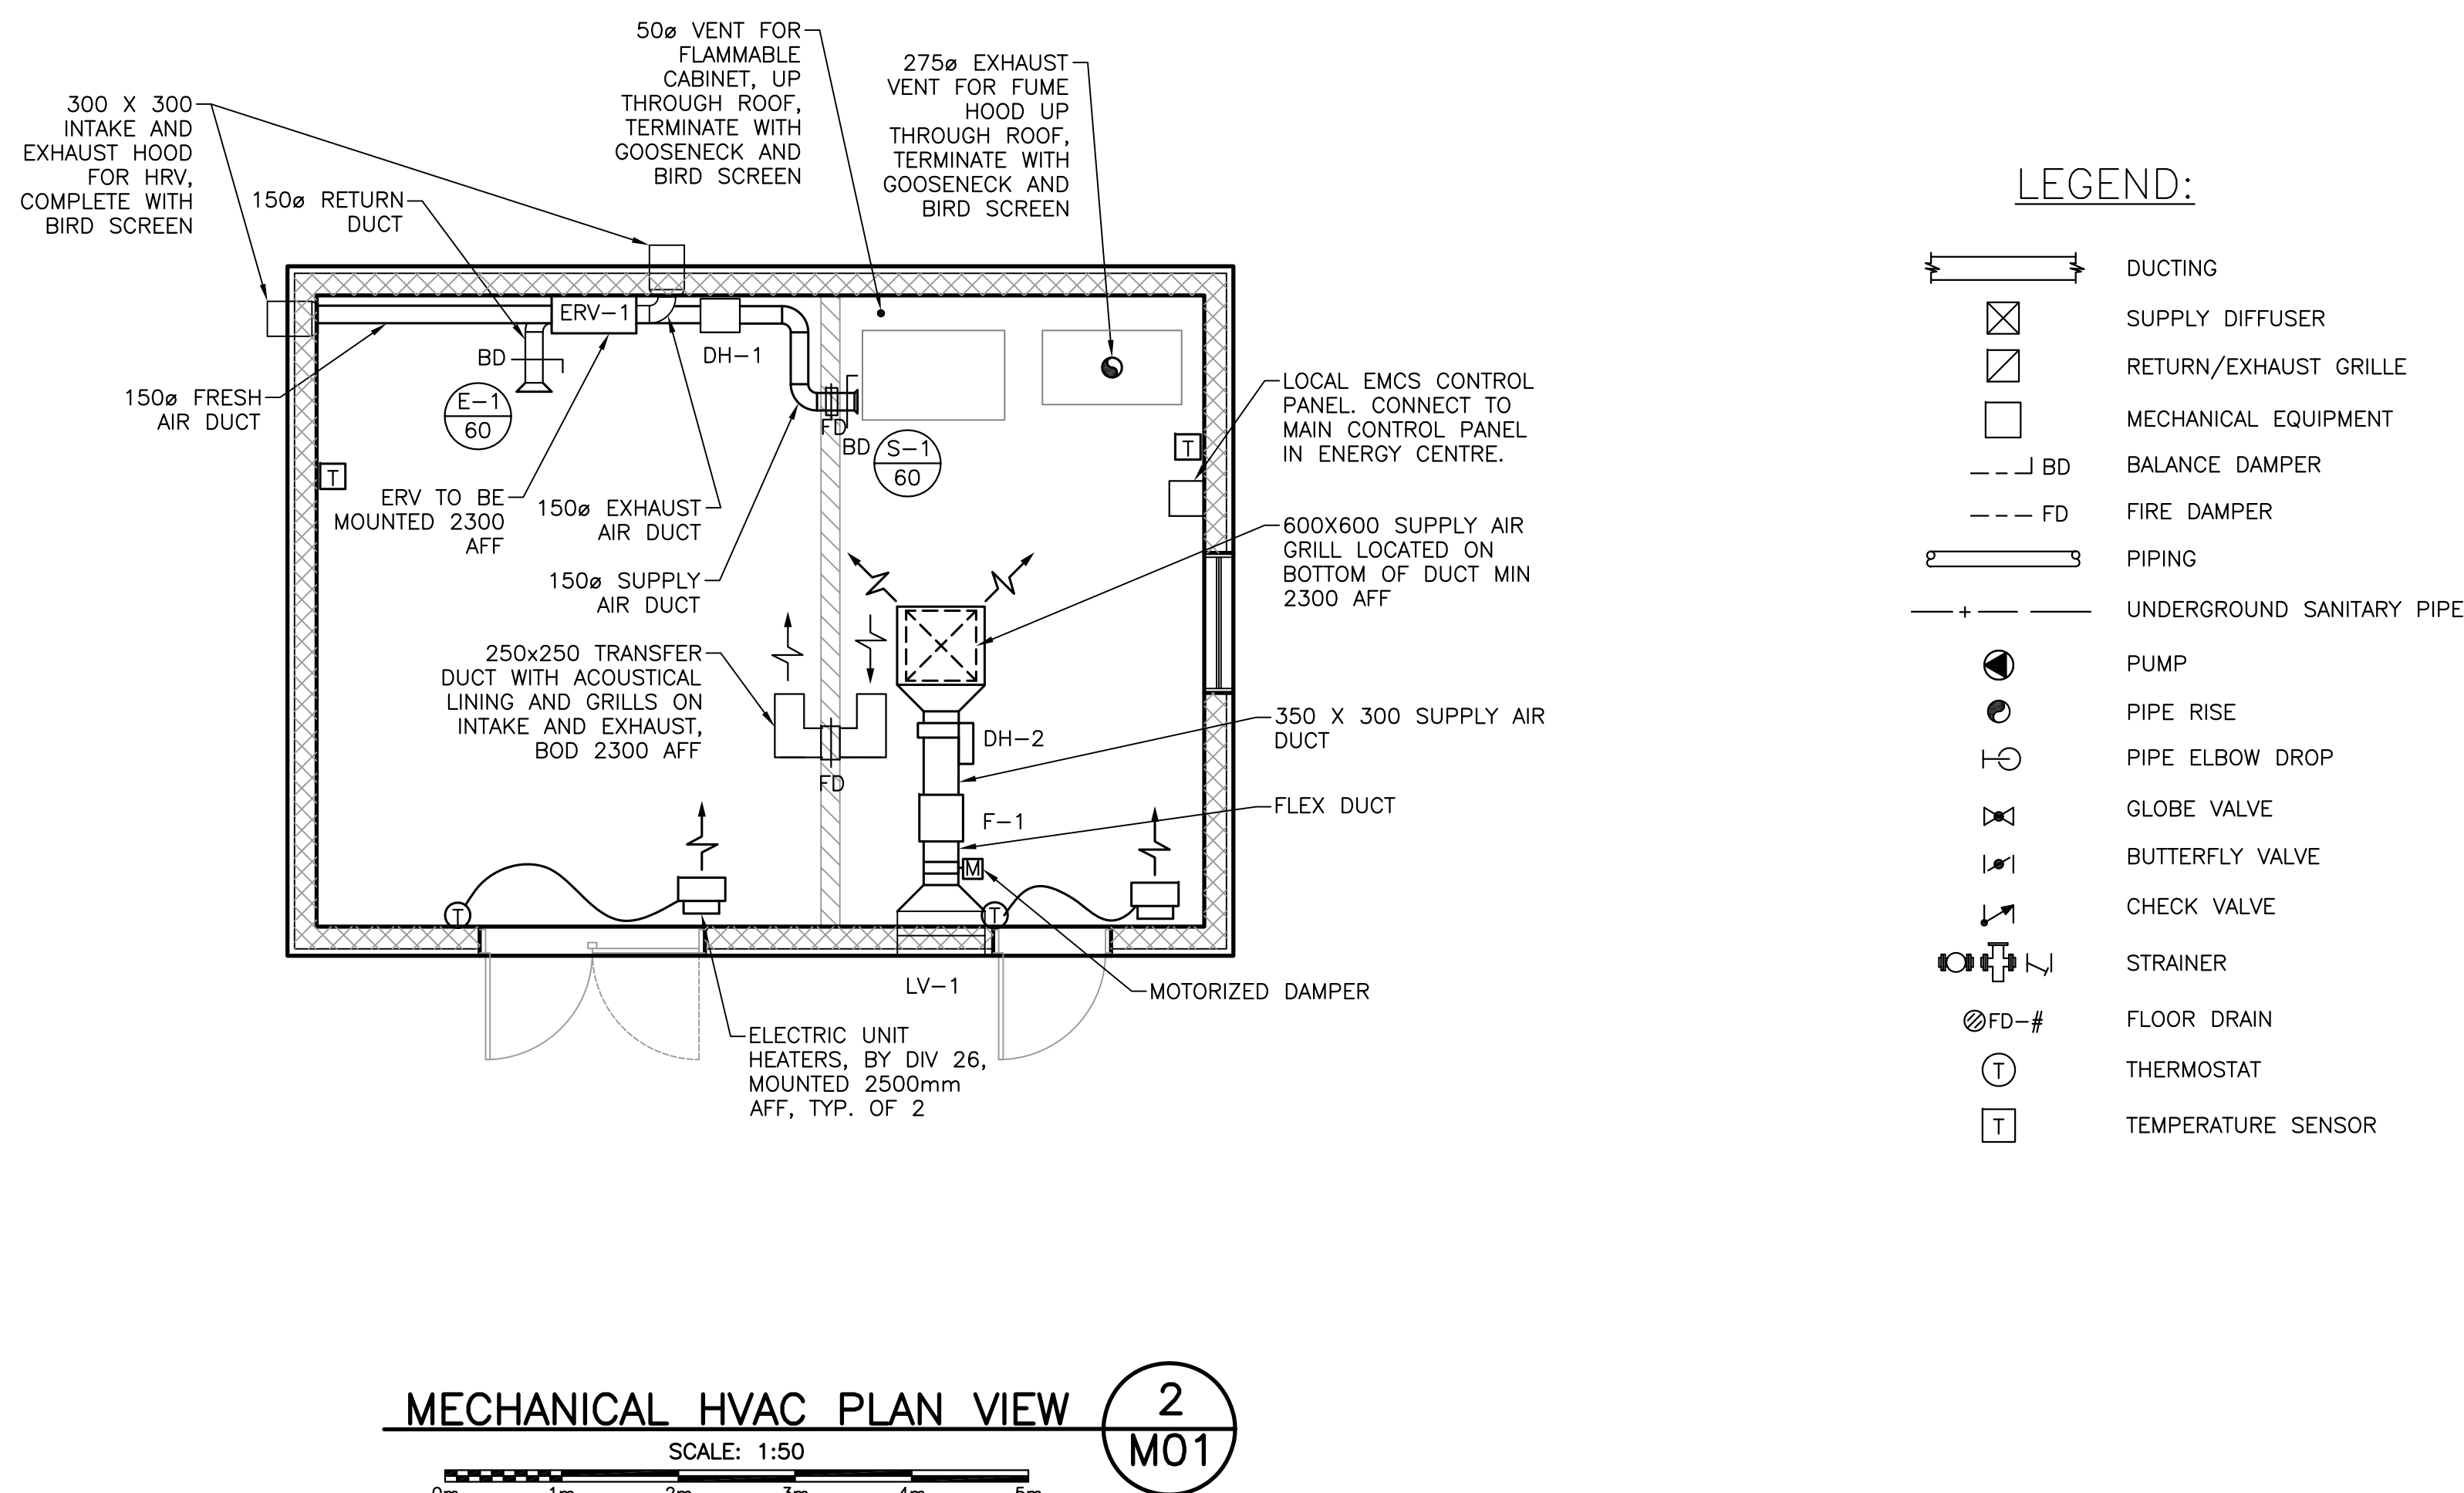 50ø VENT FOR
FLAMMABLE
CABINET, UP
THROUGH ROOF,
TERMINATE WITH
GOOSENECK AND
BIRD SCREEN
275ø EXHAUST
VENT FOR FUME
HOOD UP
THROUGH ROOF,
TERMINATE WITH
GOOSENECK AND
BIRD SCREEN
300 X 300
INTAKE AND
EXHAUST HOOD
FOR HRV,
COMPLETE WITH
BIRD SCREEN
150ø RETURN
DUCT
ERV-1
DH-1
BD
E-1
60
150ø FRESH
AIR DUCT
FD
BD
S-1
60
T
T
LOCAL EMCS CONTROL
PANEL. CONNECT TO
MAIN CONTROL PANEL
IN ENERGY CENTRE.
ERV TO BE
MOUNTED 2300
AFF
150ø EXHAUST
AIR DUCT
150ø SUPPLY
AIR DUCT
600X600 SUPPLY AIR
GRILL LOCATED ON
BOTTOM OF DUCT MIN
2300 AFF
250x250 TRANSFER
DUCT WITH ACOUSTICAL
LINING AND GRILLS ON
INTAKE AND EXHAUST,
BOD 2300 AFF
FD
DH-2
350 X 300 SUPPLY AIR
DUCT
F-1
FLEX DUCT
M
T
T
LV-1
MOTORIZED DAMPER
ELECTRIC UNIT
HEATERS, BY DIV 26,
MOUNTED 2500mm
AFF, TYP. OF 2
LEGEND:
DUCTING
SUPPLY DIFFUSER
RETURN/EXHAUST GRILLE
MECHANICAL EQUIPMENT
BD BALANCE DAMPER
FD FIRE DAMPER
PIPING
UNDERGROUND SANITARY PIPE
PUMP
PIPE RISE
PIPE ELBOW DROP
GLOBE VALVE
BUTTERFLY VALVE
CHECK VALVE
STRAINER
FD-# FLOOR DRAIN
T THERMOSTAT
T TEMPERATURE SENSOR
MECHANICAL HVAC PLAN VIEW
2
M01
SCALE: 1:50
0m 1m 2m 3m 4m 5m